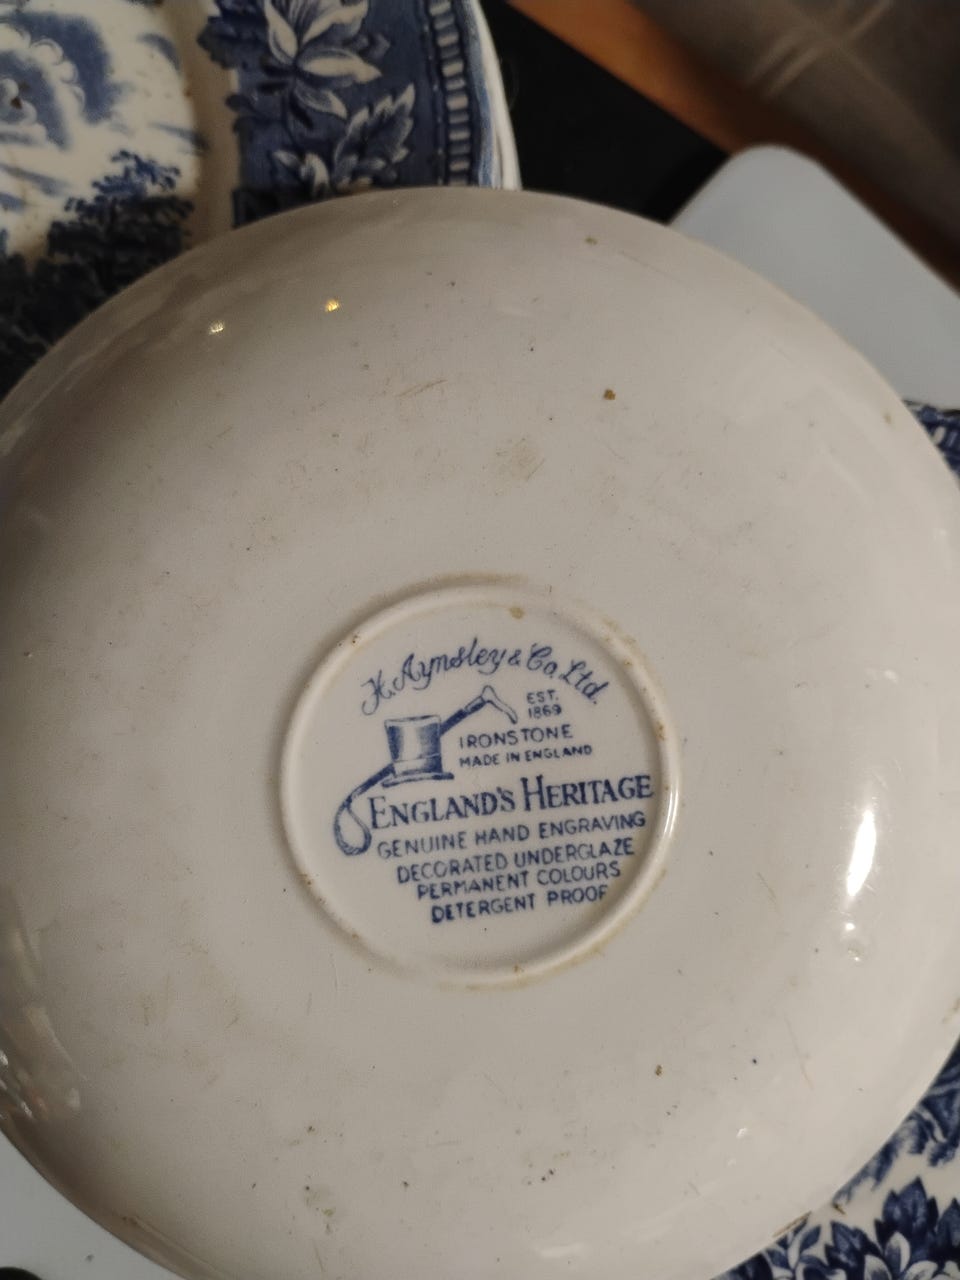 H. Aynsley & Co. Ltd.
EST.
1869
IRONSTONE
MADE IN ENGLAND
ENGLAND'S HERITAGE
GENUINE HAND ENGRAVING
DECORATED UNDERGLAZE
PERMANENT COLOURS
DETERGENT PROOF